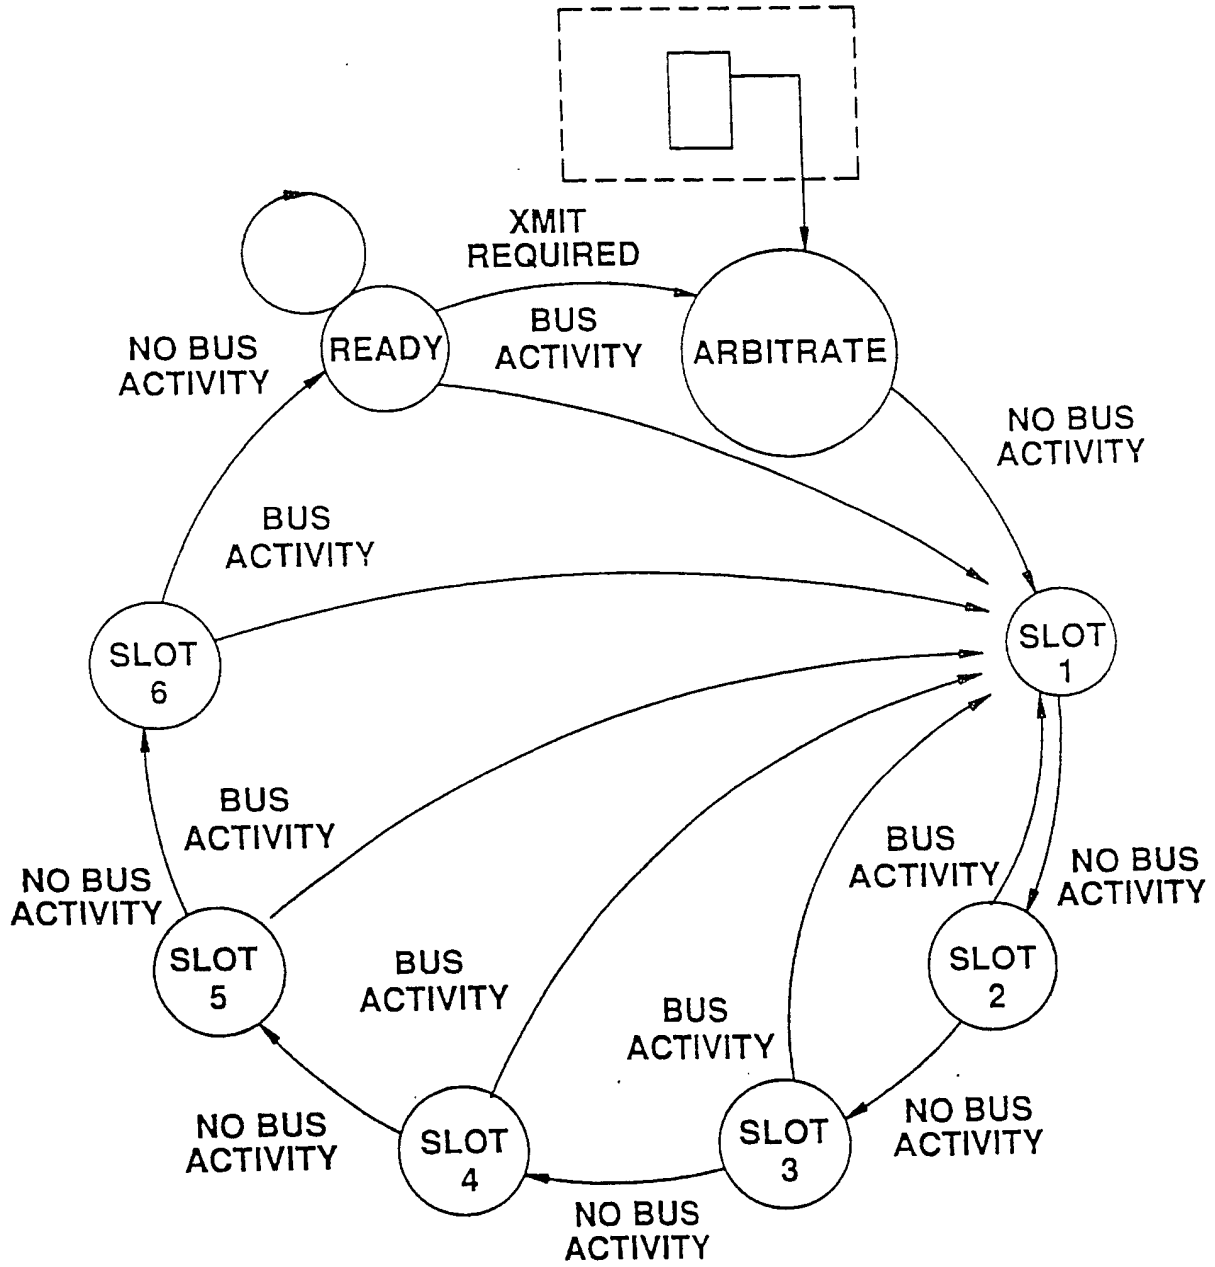 XMIT
REQUIRED
BUS
ACTIVITY
NO BUS
ACTIVITY
READY
ARBITRATE
NO BUS
ACTIVITY
BUS
ACTIVITY
SLOT
6
SLOT
1
BUS
ACTIVITY
NO BUS
ACTIVITY
BUS
ACTIVITY
NO BUS
ACTIVITY
SLOT
5
BUS
ACTIVITY
SLOT
2
BUS
ACTIVITY
NO BUS
ACTIVITY
SLOT
4
SLOT
3
NO BUS
ACTIVITY
NO BUS
ACTIVITY